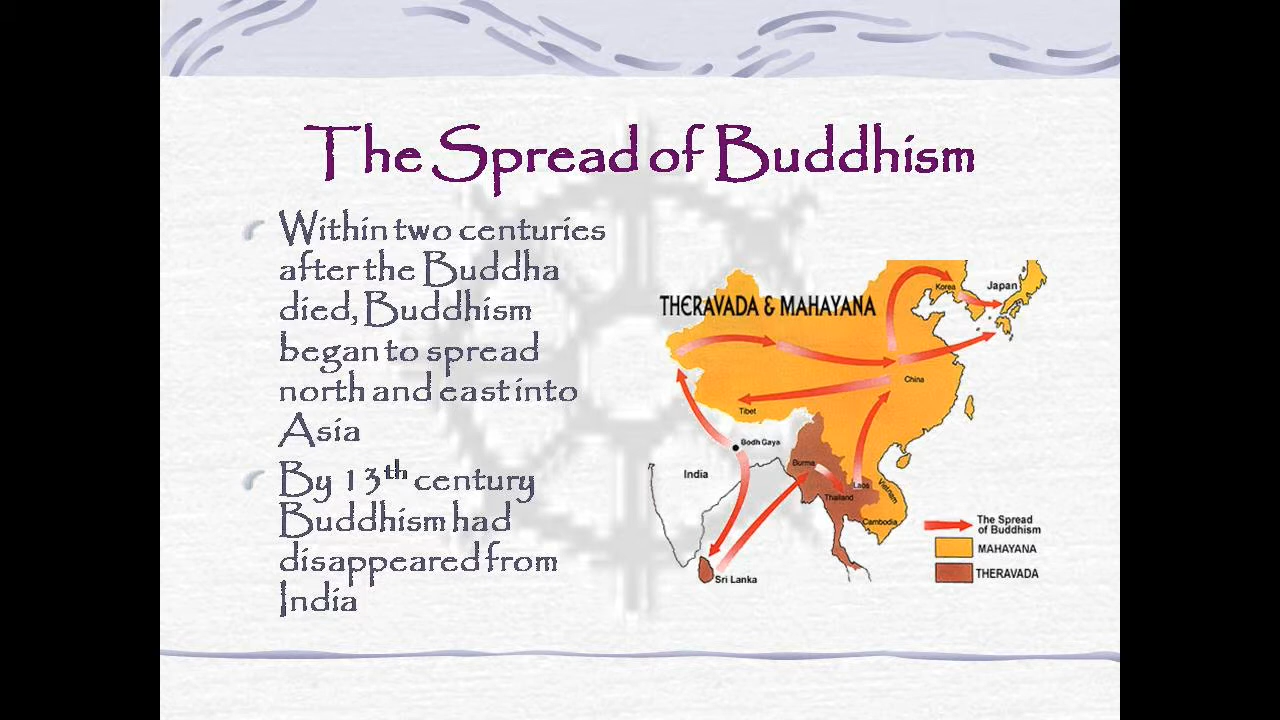 The Spread of Buddhism
Within two centuries
after the Buddha
died, Buddhism
began to spread
north and east into
Asia
By 13th century
Buddhism had
disappeared from
India
THERAVADA & MAHAYANA
Korea
Japan
China
Tibet
Bodh Gaya
India
Burma
Laos
Thailand
Vietnam
Cambodia
Sri Lanka
The Spread
of Buddhism
MAHAYANA
THERAVADA